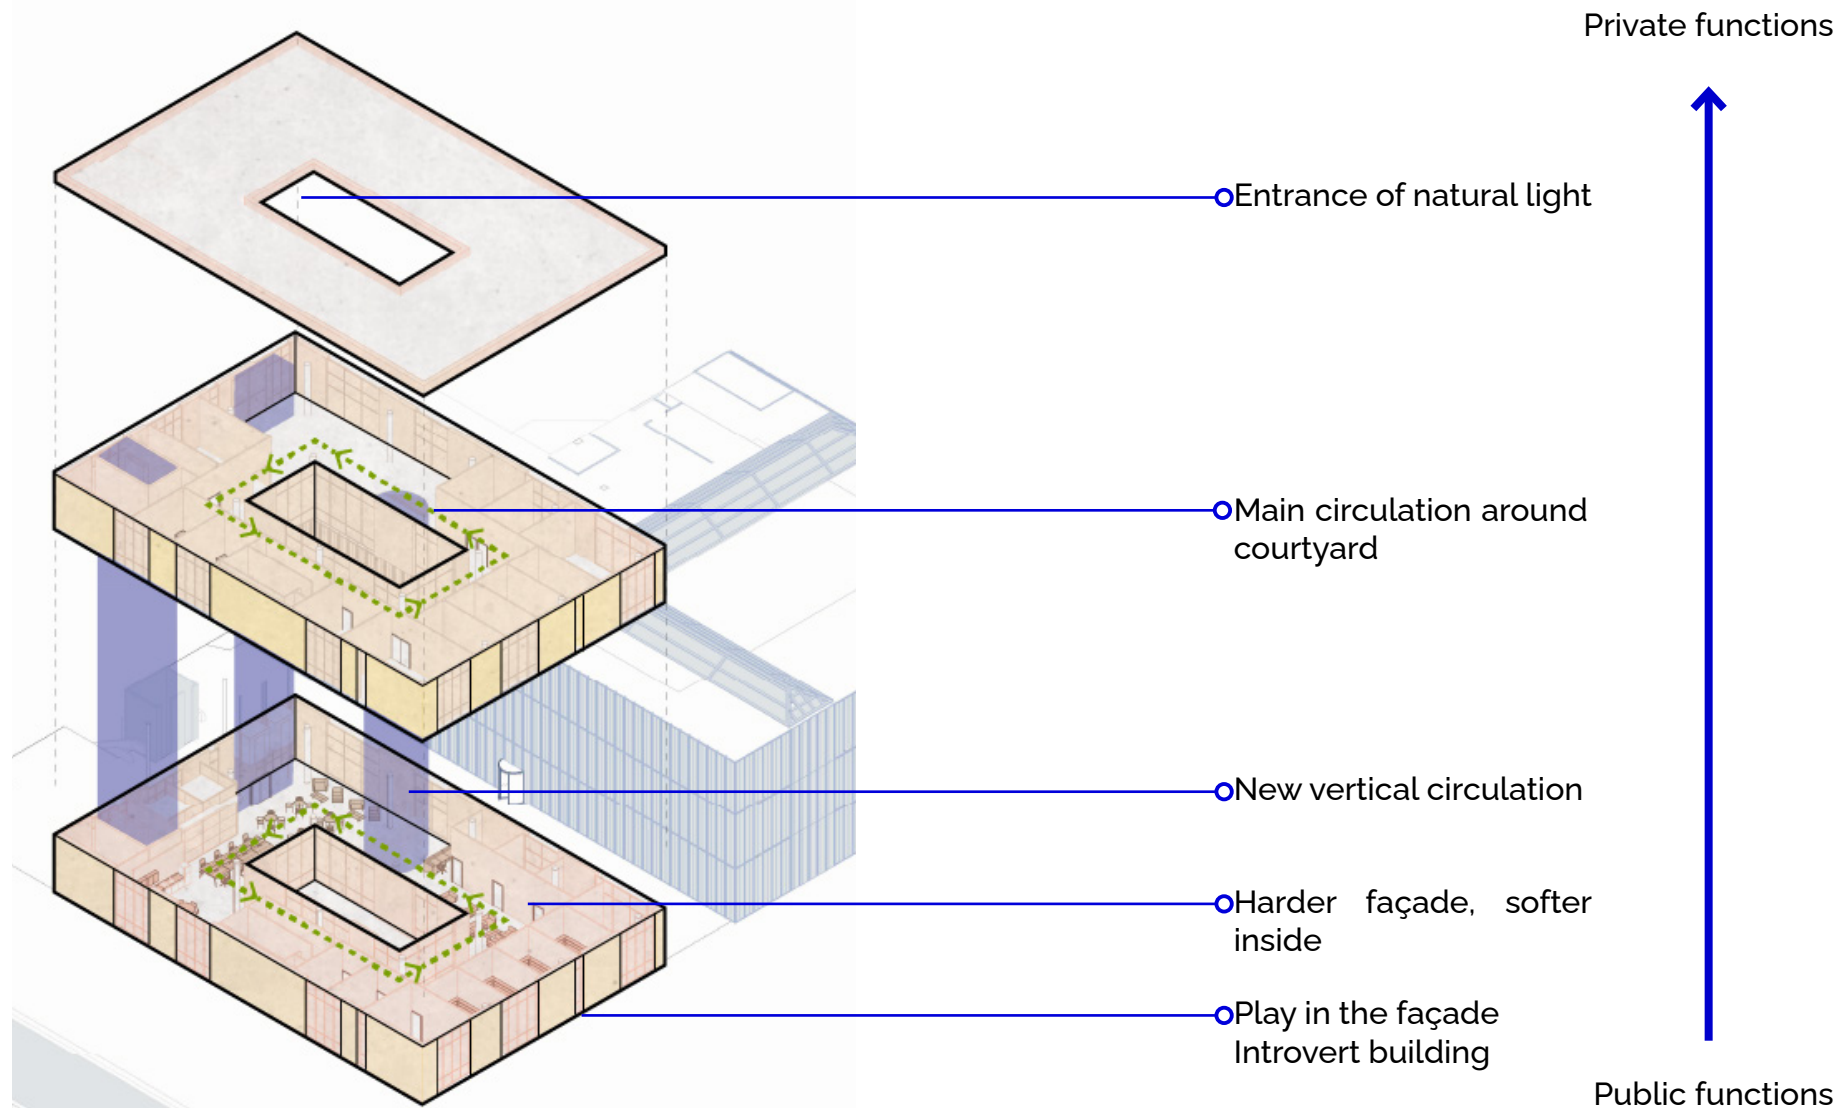 Private functions
Entrance of natural light
Main circulation around
courtyard
New vertical circulation
Harder façade, softer
inside
Play in the façade
Introvert building
Public functions